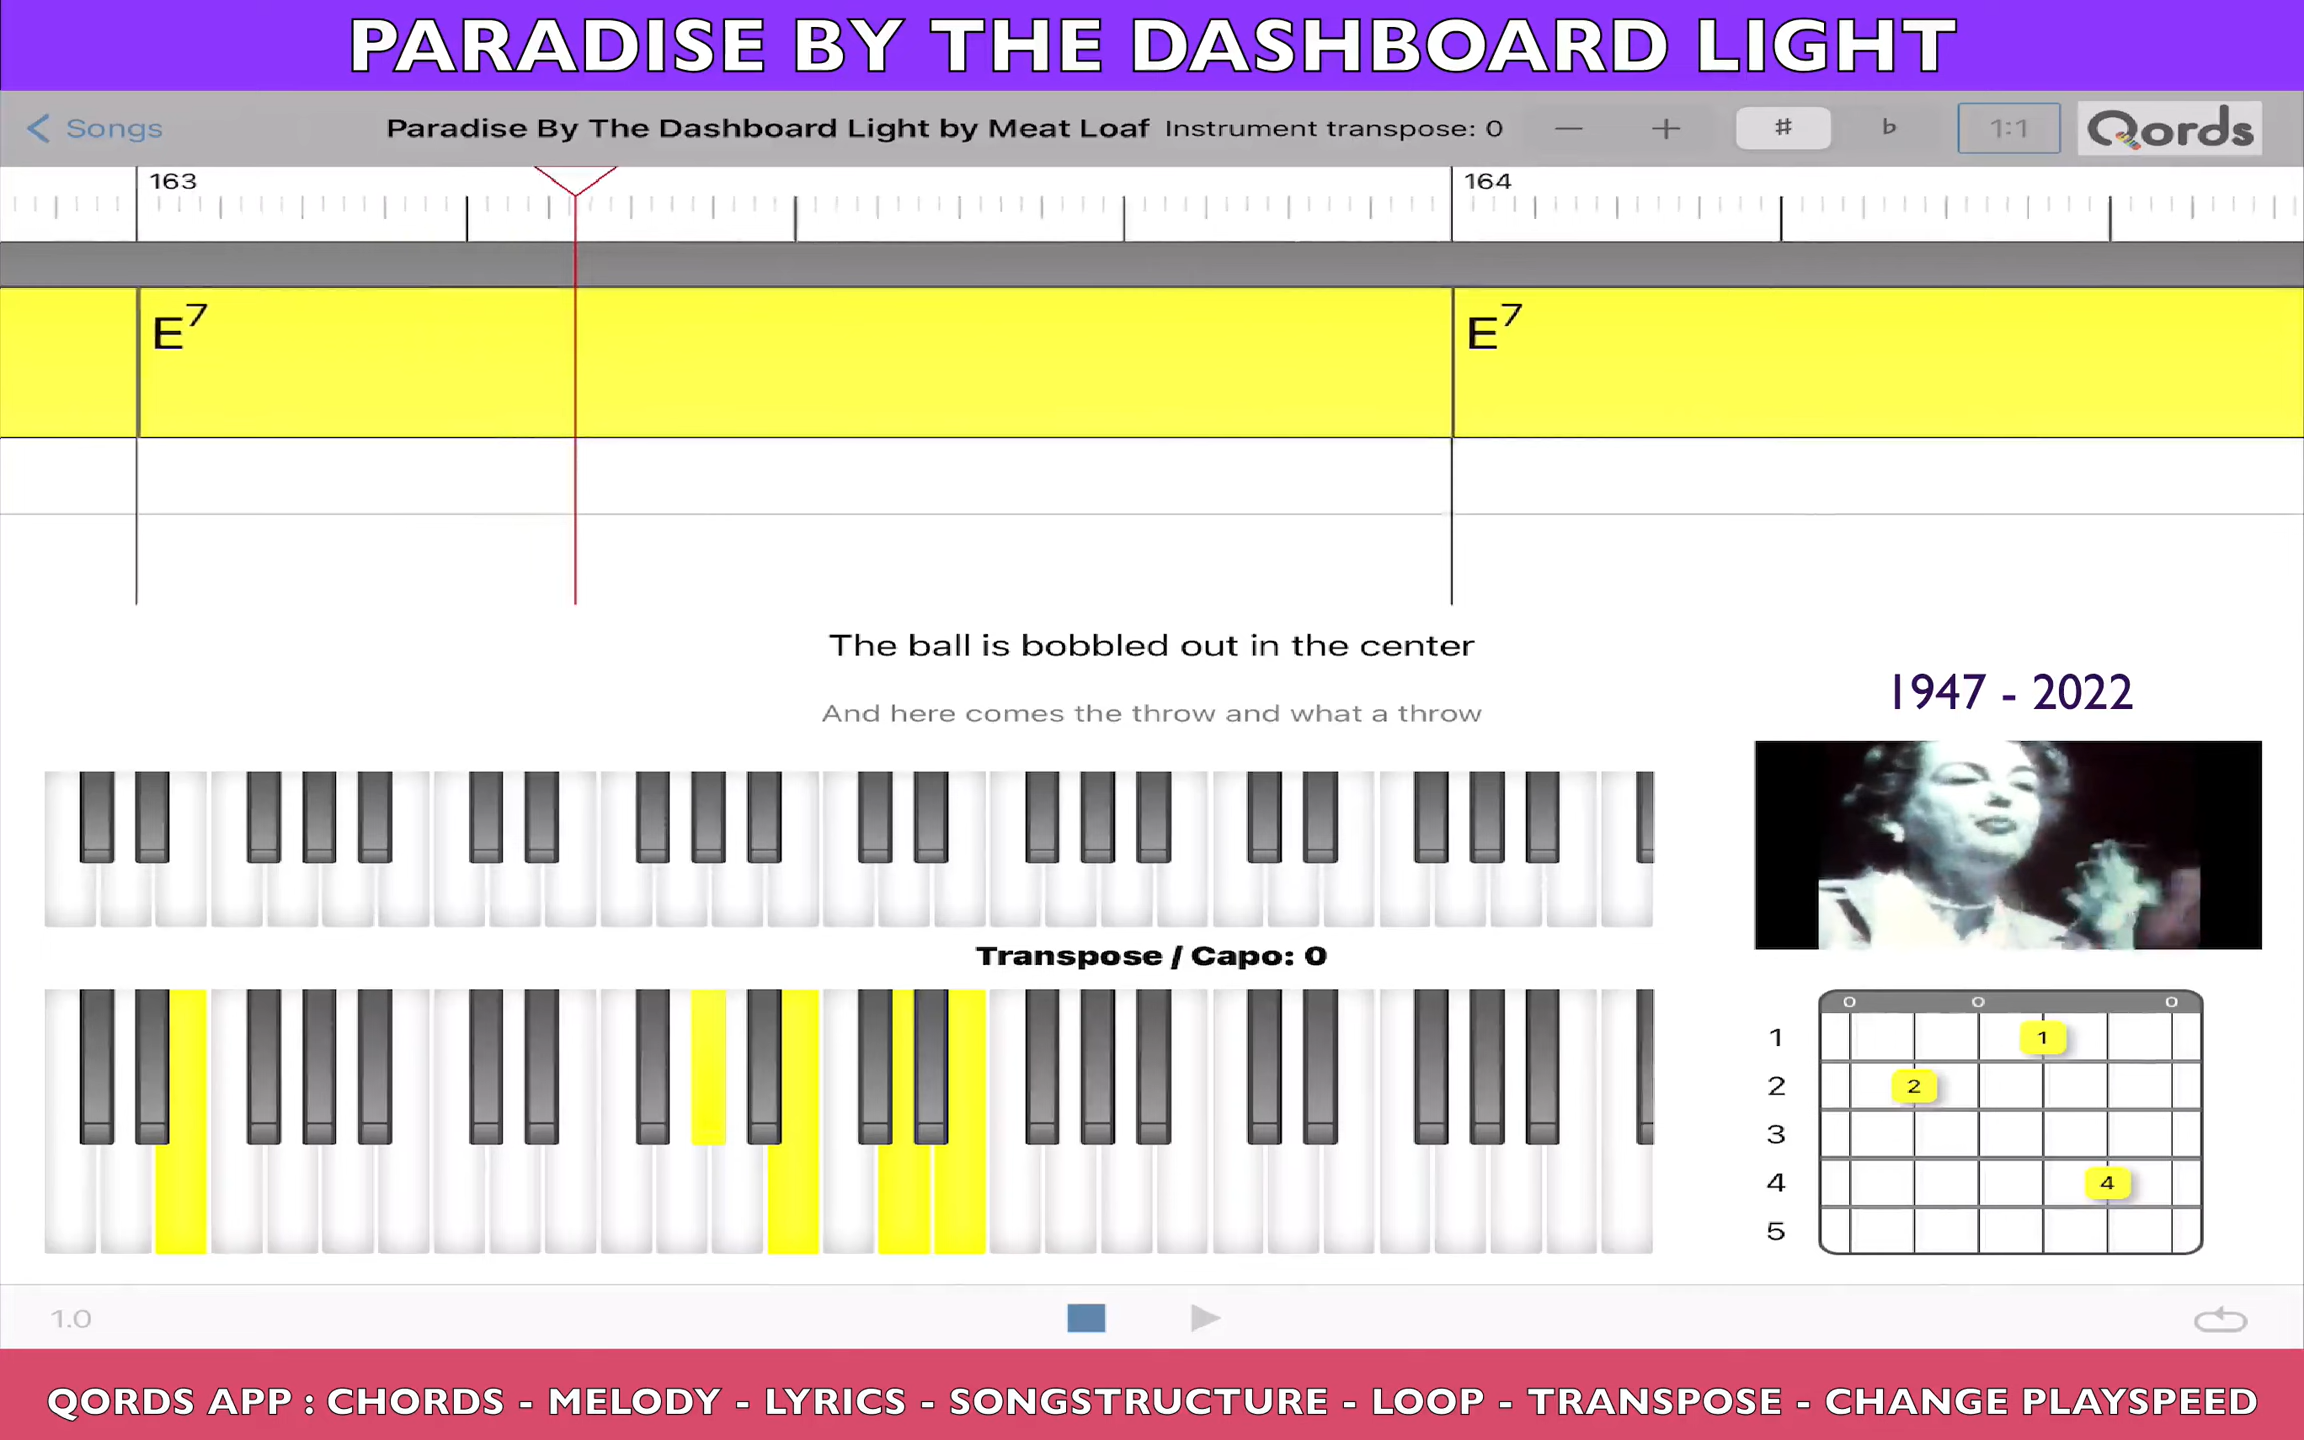 PARADISE BY THE DASHBOARD LIGHT
Songs Paradise By The Dashboard Light by Meat Loaf Instrument transpose: 0 − + ♯ ♭ 1:1 Qords
163 164
E7 E7
The ball is bobbled out in the center
And here comes the throw and what a throw
1947 - 2022
Transpose / Capo: 0
o o o
1 1
2 2
3
4 4
5
1.0
QORDS APP : CHORDS - MELODY - LYRICS - SONGSTRUCTURE - LOOP - TRANSPOSE - CHANGE PLAYSPEED